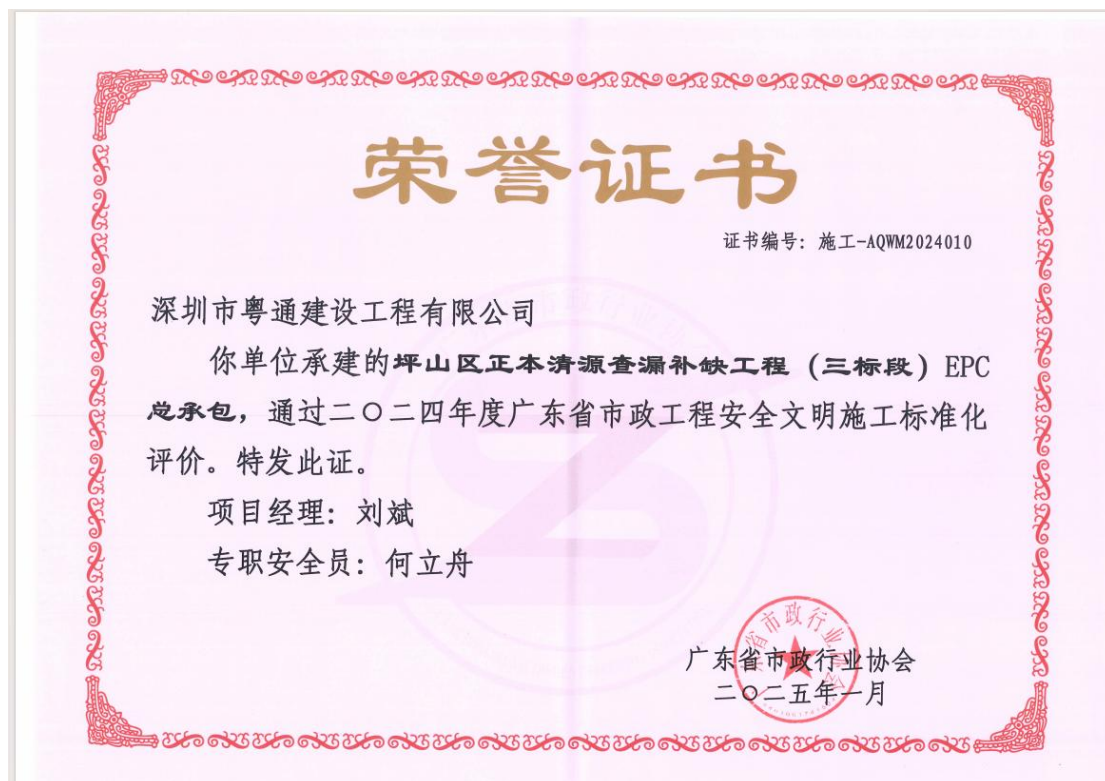 荣誉证书
证书编号：施工-AQWM2024010
深圳市粤通建设工程有限公司
你单位承建的坪山区正本清源查漏补缺工程（三标段）EPC
总承包，通过二〇二四年度广东省市政工程安全文明施工标准化
评价。特发此证。
项目经理：刘斌
专职安全员：何立舟
广东省市政行业协会
二〇二五年一月